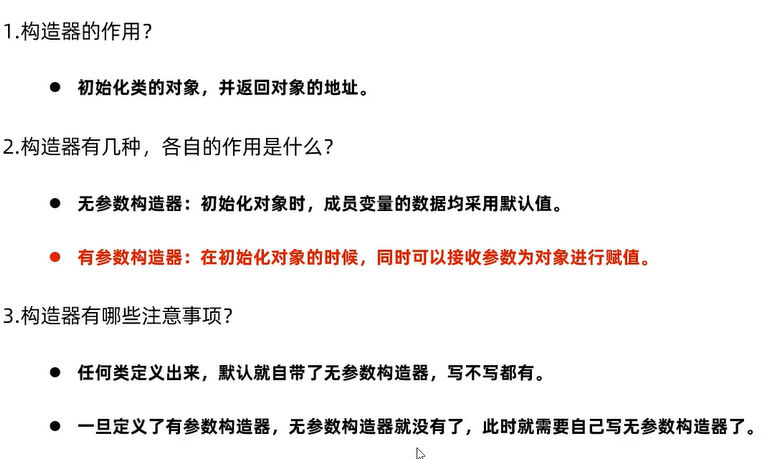 1.构造器的作用？
● 初始化类的对象，并返回对象的地址。
2.构造器有几种，各自的作用是什么？
● 无参数构造器：初始化对象时，成员变量的数据均采用默认值。
● 有参数构造器：在初始化对象的时候，同时可以接收参数为对象进行赋值。
3.构造器有哪些注意事项？
● 任何类定义出来，默认就自带了无参数构造器，写不写都有。
● 一旦定义了有参数构造器，无参数构造器就没有了，此时就需要自己写无参数构造器了。